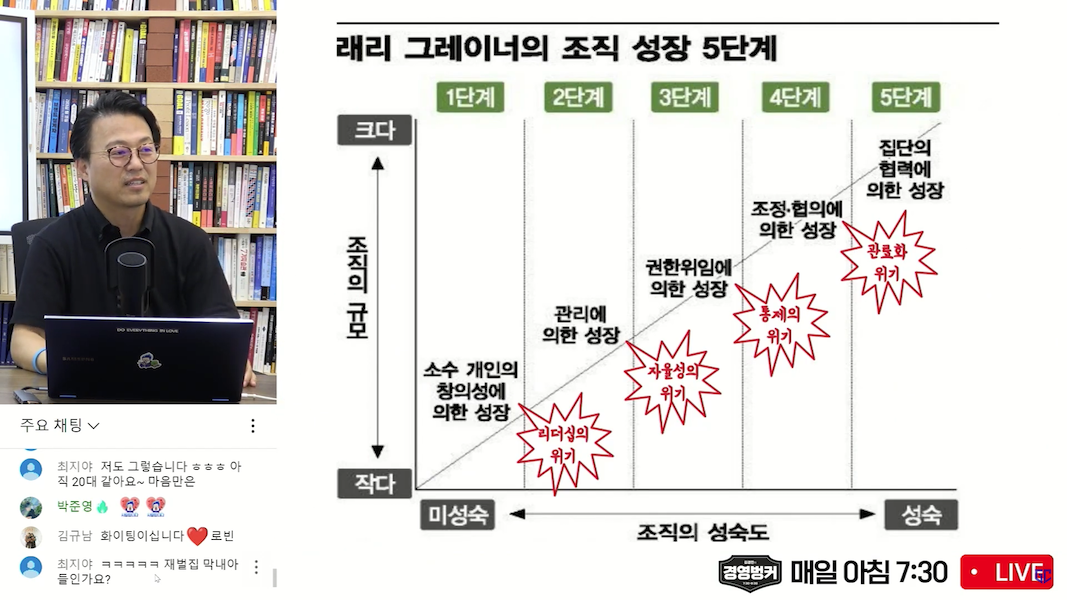 래리 그레이너의 조직 성장 5단계
1단계
2단계
3단계
4단계
5단계
크다
조직의 규모
작다
소수 개인의
창의성에
의한 성장
리더십의
위기
관리에
의한 성장
자율성의
위기
권한위임에
의한 성장
통제의
위기
조정·협의에
의한 성장
관료화
위기
집단의
협력에
의한 성장
미성숙
조직의 성숙도
성숙
DO EVERYTHING IN LOVE
주요 채팅
최지야 저도 그렇습니다 ㅎㅎㅎ 아
직 20대 같아요~ 마음만은
박준영
김규남 화이팅이십니다 로빈
최지야 ㅋㅋㅋㅋㅋ 재벌집 막내아
들인가요?
경영벙커
매일 아침 7:30
LIVE